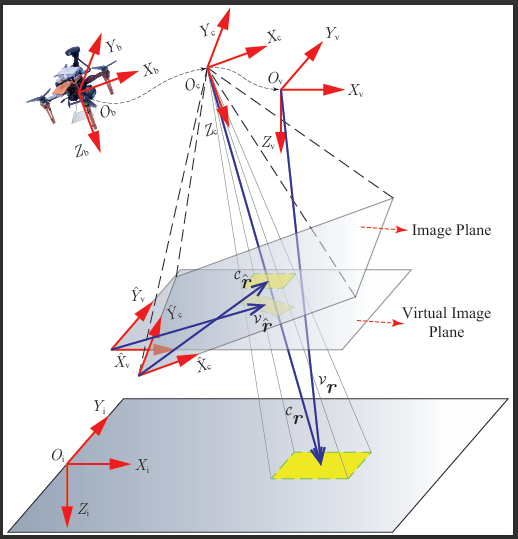 Y_c
X_c
Y_v
Y_b
X_b
O_c
O_v
X_v
O_b
Z_b
Z_c
Z_v
Image Plane
^c r̂
Ŷ_v
Ŷ_c
^v r̂
Virtual Image
Plane
X̂_v
X̂_c
^v r
Y_i
^c r
O_i
X_i
Z_i